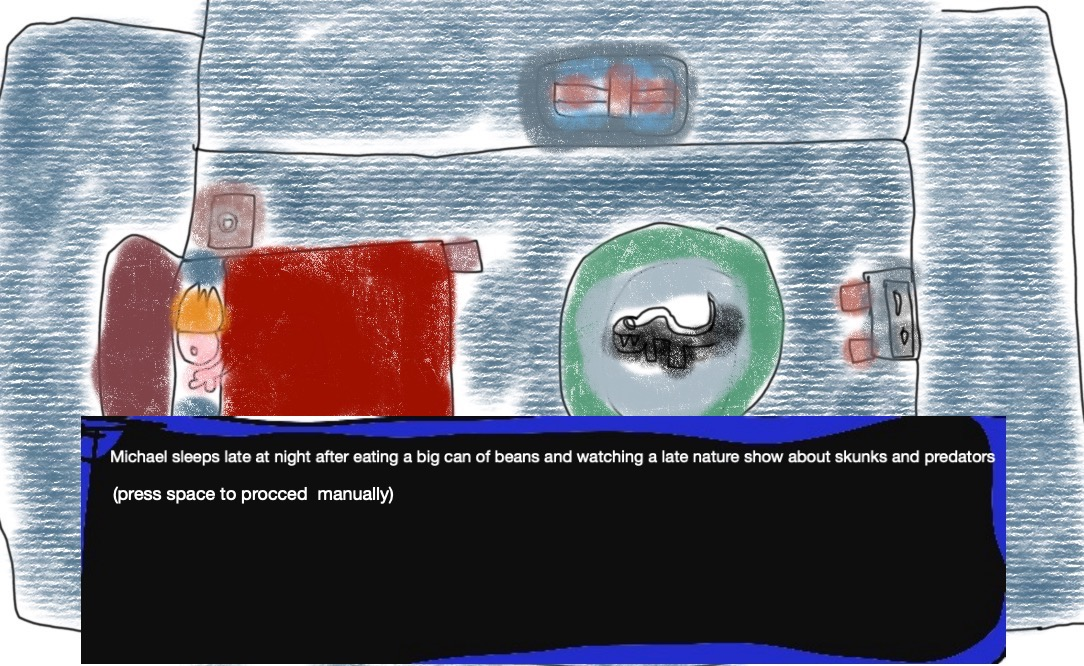 Michael sleeps late at night after eating a big can of beans and watching a late nature show about skunks and predators
(press space to procced  manually)